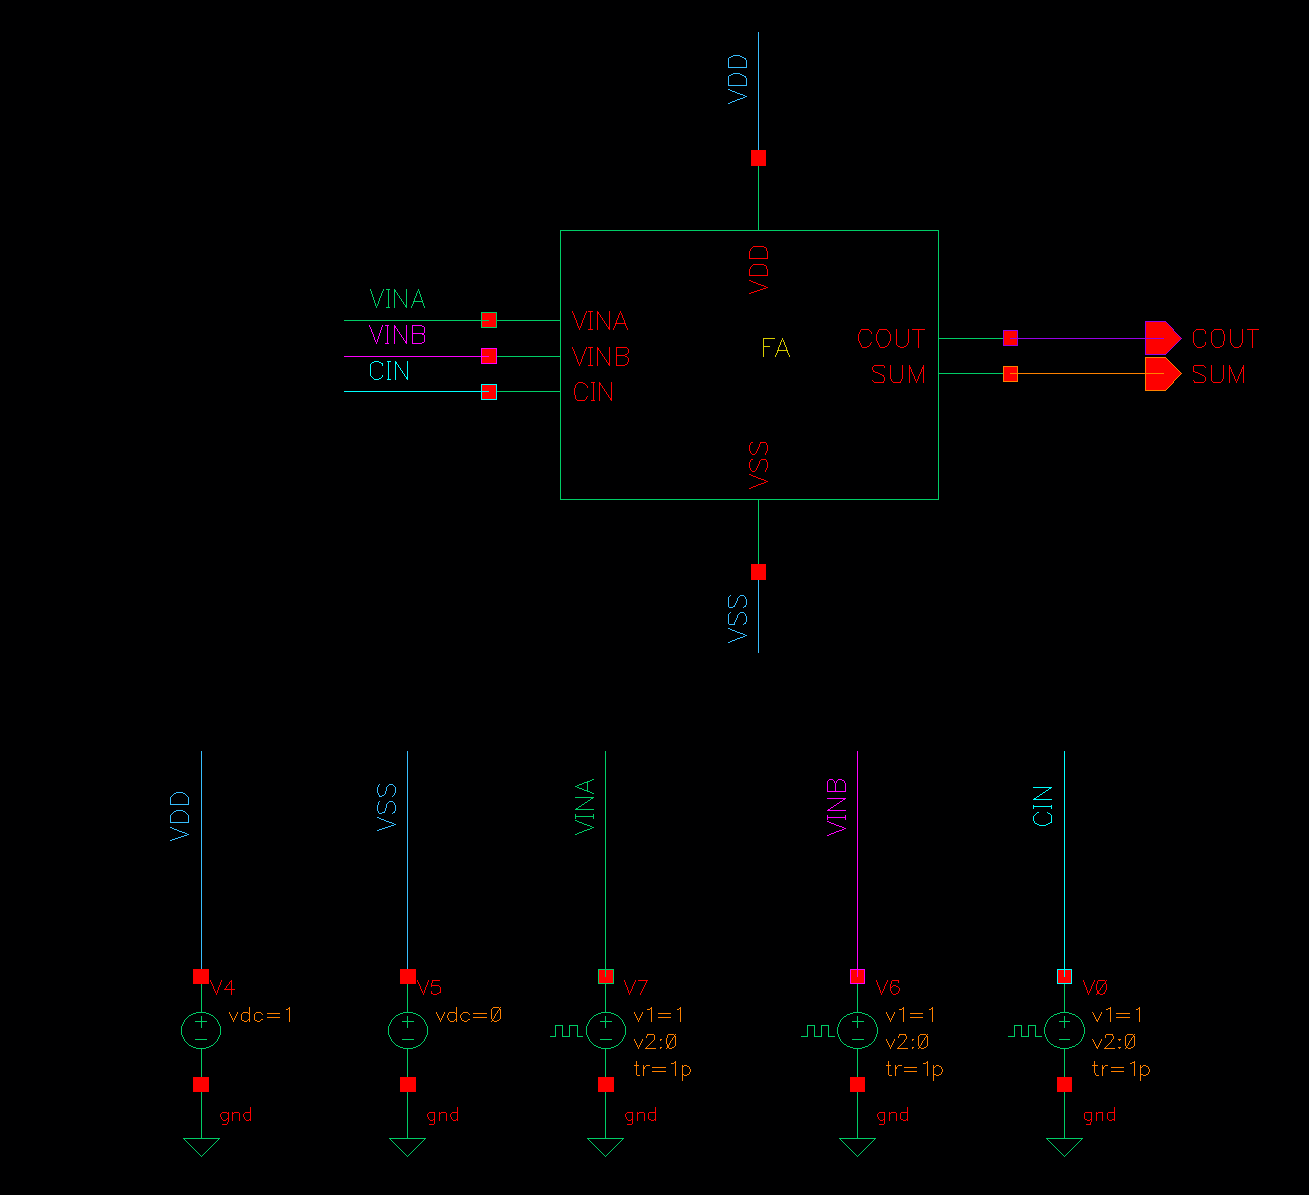 VDD
VDD
VINA
VINA
VINB
VINB
CIN
CIN
FA
COUT
COUT
SUM
SUM
VSS
VSS
VDD
VSS
VINA
VINB
CIN
V4
vdc=1
gnd
V5
vdc=0
gnd
V7
v1=1
v2:0
tr=1p
gnd
V6
v1=1
v2:0
tr=1p
gnd
V0
v1=1
v2:0
tr=1p
gnd